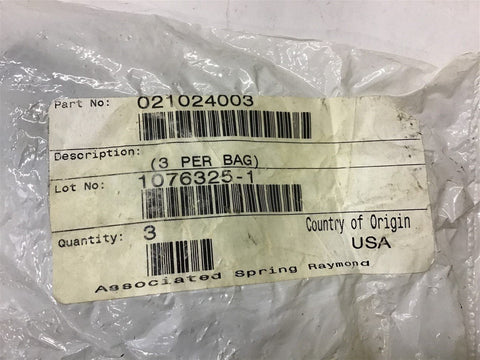 Part No: 021024003
Description: (3 PER BAG)
Lot No: 1076325-1
Quantity: 3
Country of Origin
USA
Associated Spring Raymond